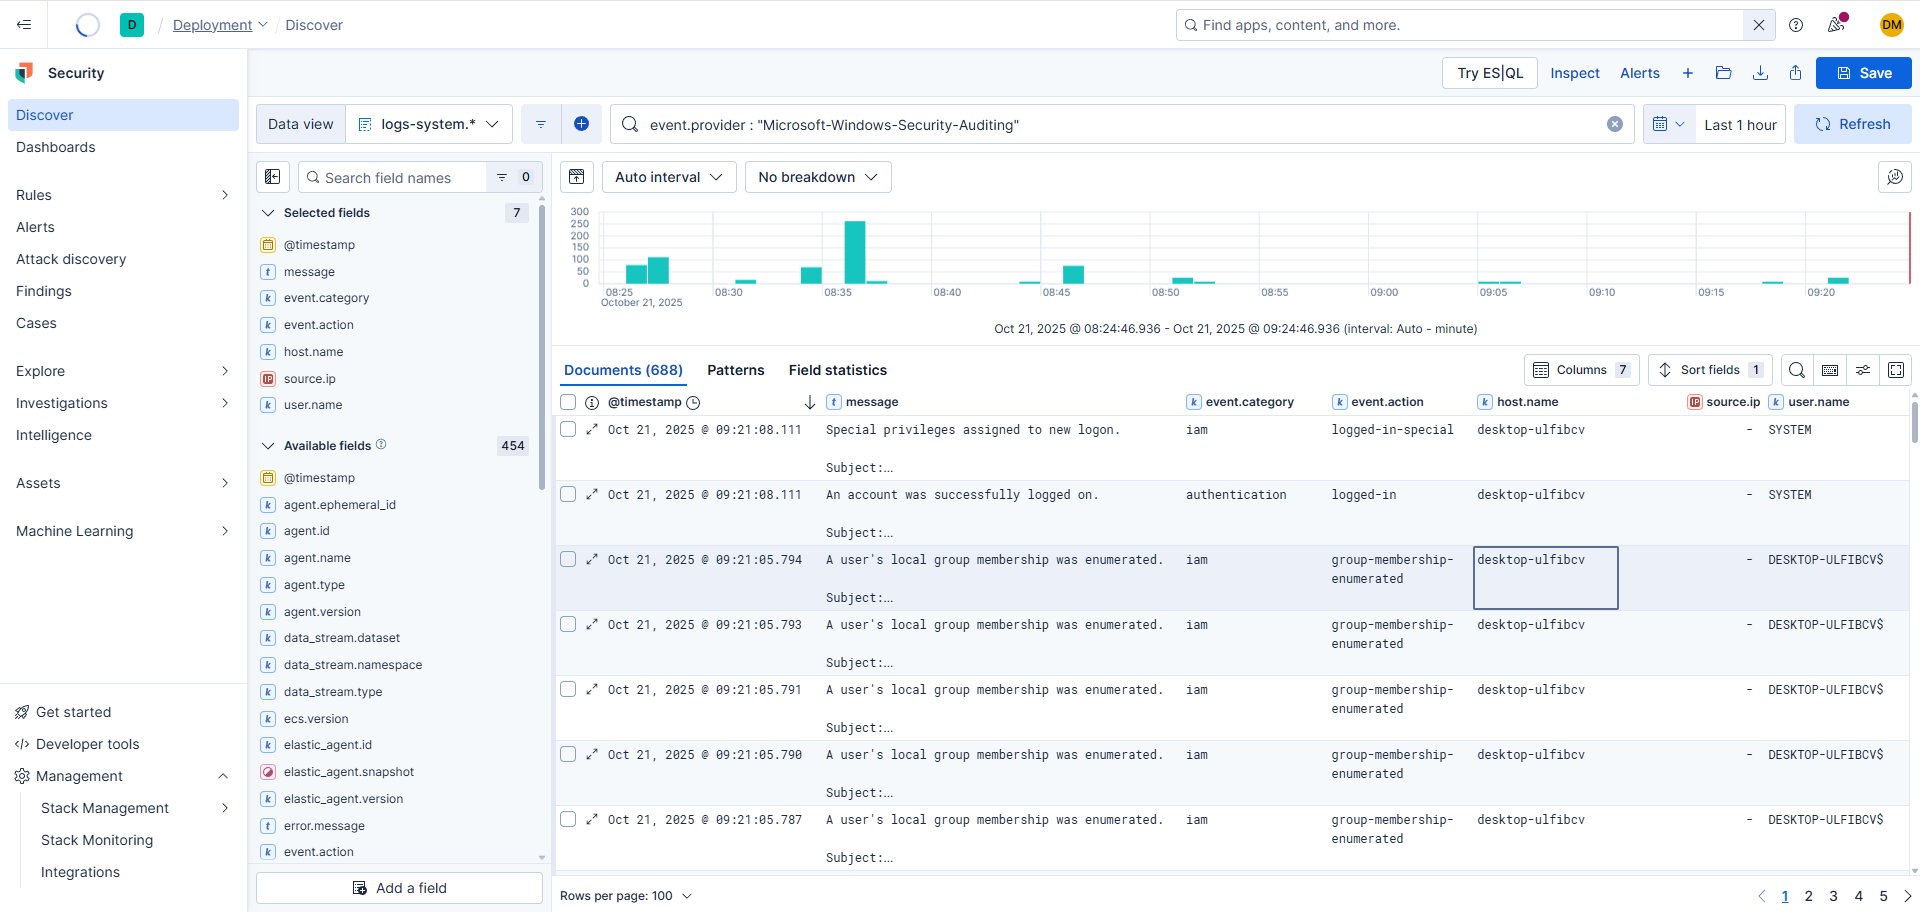 D / Deployment / Discover
Find apps, content, and more.
DM
Security
Try ES|QL Inspect Alerts Save
Discover
Dashboards
Rules
Alerts
Attack discovery
Findings
Cases
Explore
Investigations
Intelligence
Assets
Machine Learning
Get started
Developer tools
Management
Stack Management
Stack Monitoring
Integrations
Data view logs-system.* event.provider : "Microsoft-Windows-Security-Auditing" Last 1 hour Refresh
Search field names 0
Selected fields 7
@timestamp
t message
k event.category
k event.action
k host.name
IP source.ip
k user.name
Available fields 454
@timestamp
k agent.ephemeral_id
k agent.id
k agent.name
k agent.type
k agent.version
k data_stream.dataset
k data_stream.namespace
k data_stream.type
k ecs.version
k elastic_agent.id
elastic_agent.snapshot
k elastic_agent.version
t error.message
k event.action
Add a field
Auto interval No breakdown
300
250
200
150
100
50
0
08:25 08:30 08:35 08:40 08:45 08:50 08:55 09:00 09:05 09:10 09:15 09:20
October 21, 2025
Oct 21, 2025 @ 08:24:46.936 - Oct 21, 2025 @ 09:24:46.936 (interval: Auto - minute)
Documents (688) Patterns Field statistics Columns 7 Sort fields 1
@timestamp t message k event.category k event.action k host.name IP source.ip k user.name
Oct 21, 2025 @ 09:21:08.111 Special privileges assigned to new logon. iam logged-in-special desktop-ulfibcv - SYSTEM
Subject:...
Oct 21, 2025 @ 09:21:08.111 An account was successfully logged on. authentication logged-in desktop-ulfibcv - SYSTEM
Subject:...
Oct 21, 2025 @ 09:21:05.794 A user's local group membership was enumerated. iam group-membership- desktop-ulfibcv - DESKTOP-ULFIBCV$
enumerated
Subject:...
Oct 21, 2025 @ 09:21:05.793 A user's local group membership was enumerated. iam group-membership- desktop-ulfibcv - DESKTOP-ULFIBCV$
enumerated
Subject:...
Oct 21, 2025 @ 09:21:05.791 A user's local group membership was enumerated. iam group-membership- desktop-ulfibcv - DESKTOP-ULFIBCV$
enumerated
Subject:...
Oct 21, 2025 @ 09:21:05.790 A user's local group membership was enumerated. iam group-membership- desktop-ulfibcv - DESKTOP-ULFIBCV$
enumerated
Subject:...
Oct 21, 2025 @ 09:21:05.787 A user's local group membership was enumerated. iam group-membership- desktop-ulfibcv - DESKTOP-ULFIBCV$
enumerated
Subject:...
Rows per page: 100 1 2 3 4 5